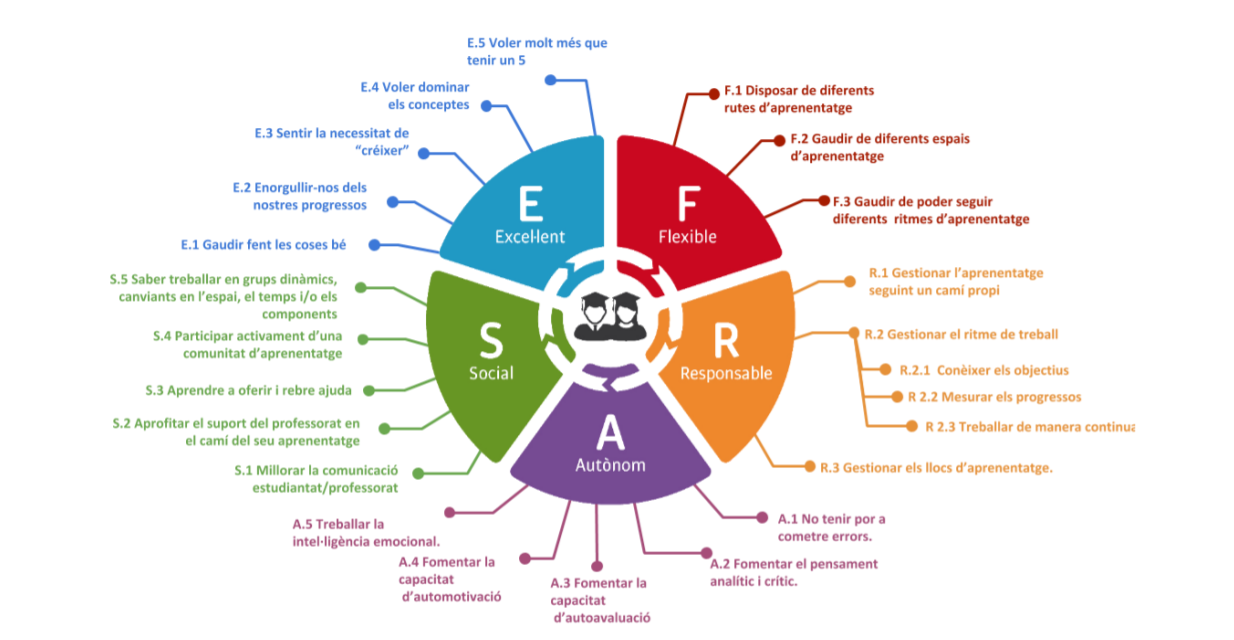 E.5 Voler molt més que
tenir un 5
E.4 Voler dominar
els conceptes
E.3 Sentir la necessitat de
“créixer”
E.2 Enorgullir-nos dels
nostres progressos
E.1 Gaudir fent les coses bé
E
Excel·lent
F.1 Disposar de diferents
rutes d’aprenentatge
F.2 Gaudir de diferents espais
d’aprenentatge
F.3 Gaudir de poder seguir
diferents ritmes d’aprenentatge
F
Flexible
R.1 Gestionar l’aprenentatge
seguint un camí propi
R.2 Gestionar el ritme de treball
R.2.1 Conèixer els objectius
R 2.2 Mesurar els progressos
R 2.3 Treballar de manera continua
R.3 Gestionar els llocs d’aprenentatge.
R
Responsable
A
Autònom
A.1 No tenir por a
cometre errors.
A.2 Fomentar el pensament
analític i crític.
A.3 Fomentar la
capacitat
d’autoavaluació
A.4 Fomentar la
capacitat
d’automotivació
A.5 Treballar la
intel·ligència emocional.
S
Social
S.5 Saber treballar en grups dinàmics,
canviants en l’espai, el temps i/o els
components
S.4 Participar activament d’una
comunitat d’aprenentatge
S.3 Aprendre a oferir i rebre ajuda
S.2 Aprofitar el suport del professorat en
el camí del seu aprenentatge
S.1 Millorar la comunicació
estudiantat/professorat